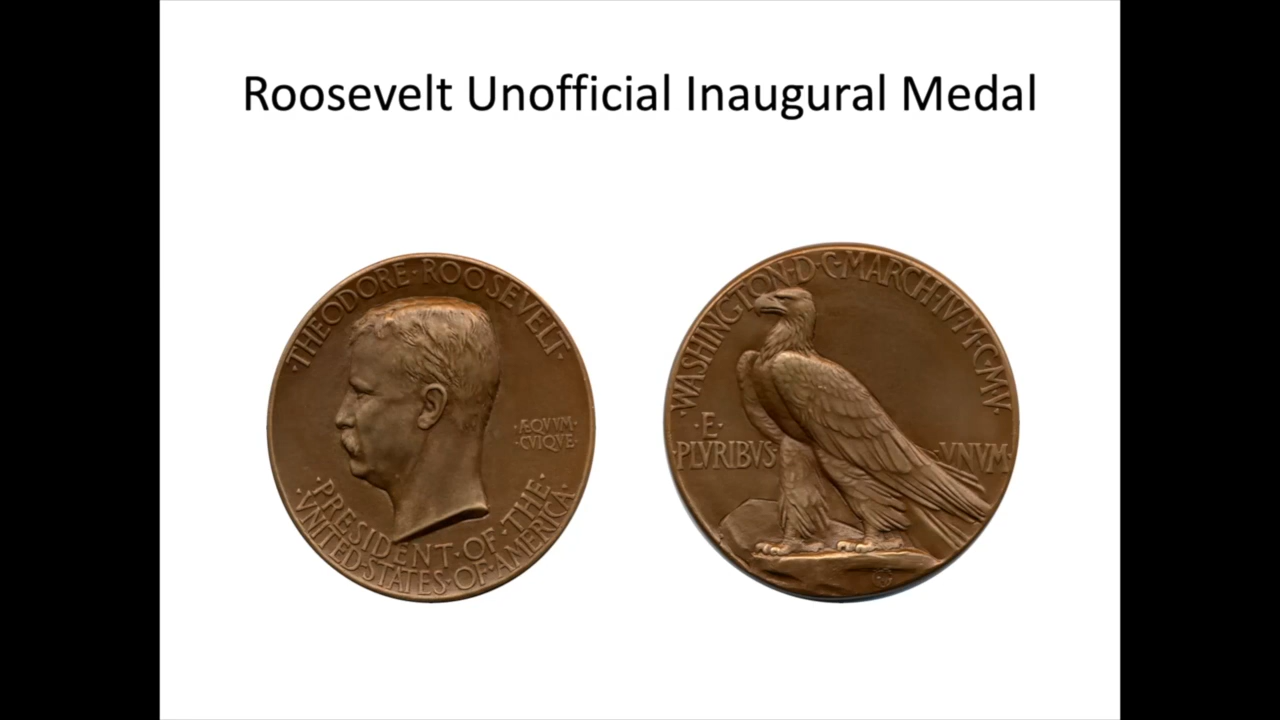 Roosevelt Unofficial Inaugural Medal
·THEODORE·ROOSEVELT·
·ÆQVVM·
·CVIQVE·
·PRESIDENT·OF·THE·
·VNITED·STATES·OF·AMERICA·
·WASHINGTON·D·C·MARCH·IV·M·C·M·V·
·E·
·PLVRIBVS·
·VNVM·